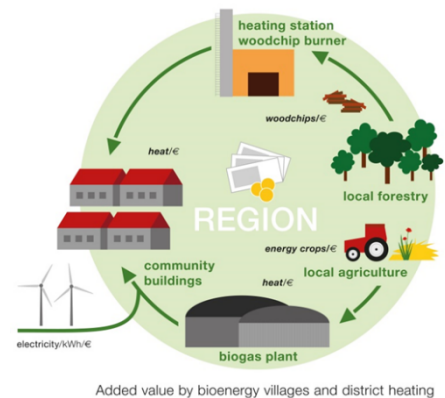 heating station
woodchip burner
woodchips/€
heat/€
local forestry
REGION
energy crops/€
local agriculture
community
buildings
heat/€
electricity/kWh/€
biogas plant
Added value by bioenergy villages and district heating